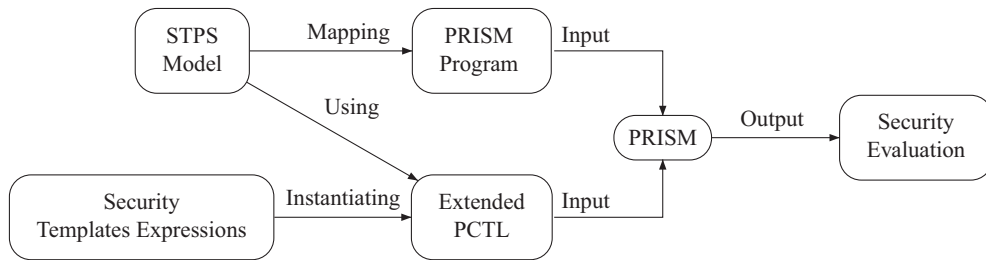 STPS
Model
Mapping
PRISM
Program
Input
Using
PRISM
Output
Security
Evaluation
Security
Templates Expressions
Instantiating
Extended
PCTL
Input